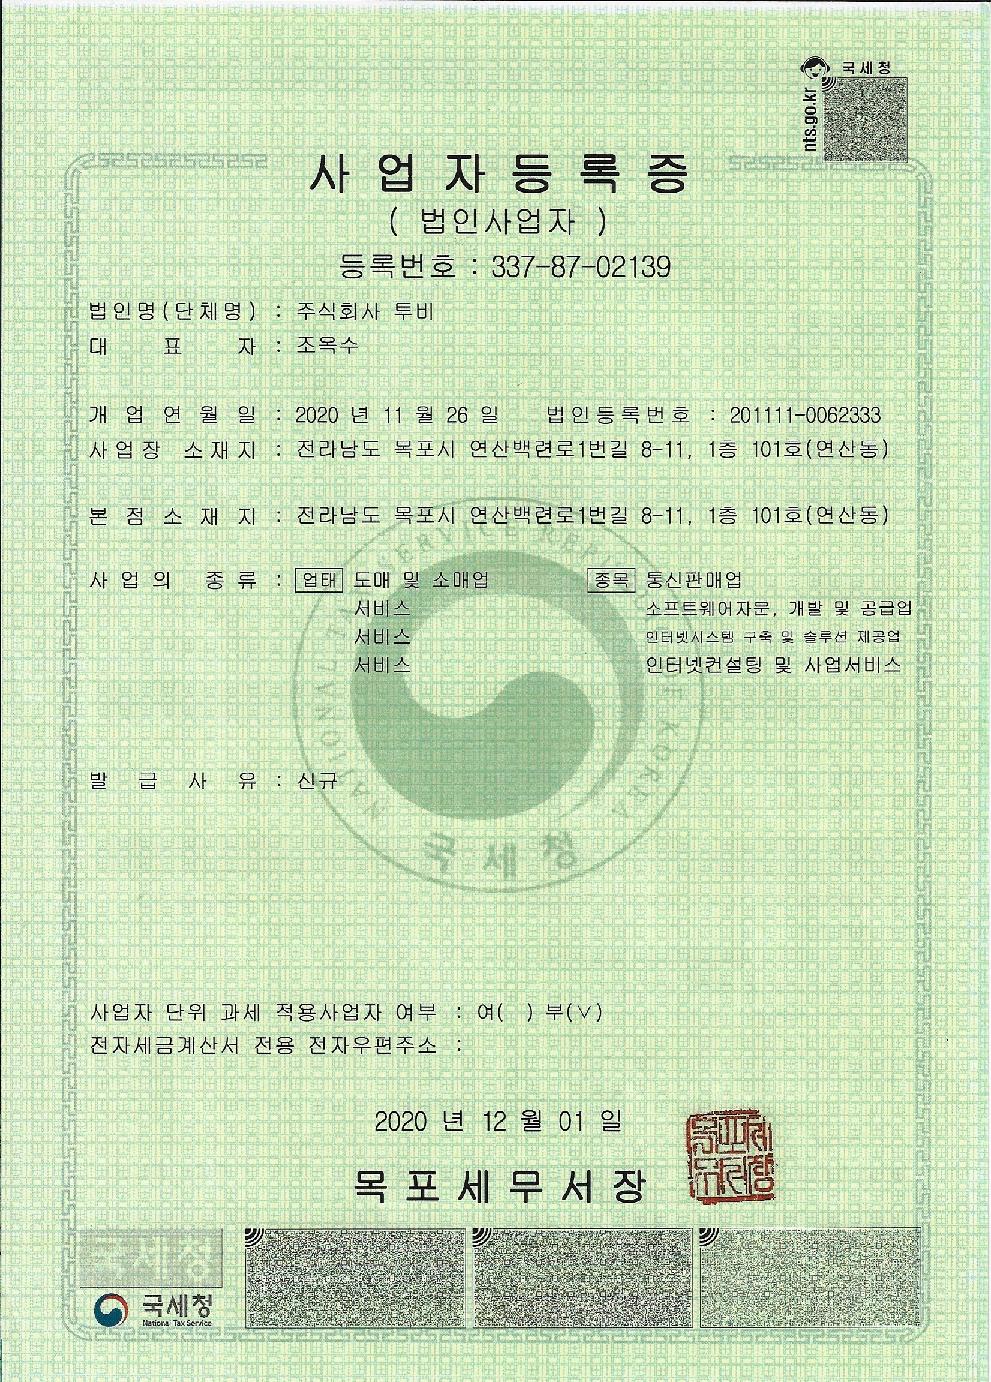 국세청
nts.go.kr
사업자등록증
( 법인사업자 )
등록번호 : 337-87-02139
법인명(단체명) : 주식회사 투비
대 표 자 : 조옥수
개 업 연 월 일 : 2020 년 11 월 26 일 법인등록번호 : 201111-0062333
사업장 소재지 : 전라남도 목포시 연산백련로1번길 8-11, 1층 101호(연산동)
본 점 소 재 지 : 전라남도 목포시 연산백련로1번길 8-11, 1층 101호(연산동)
사 업 의 종 류 : 업태 도매 및 소매업 종목 통신판매업
서비스 소프트웨어자문, 개발 및 공급업
서비스 인터넷시스템 구축 및 솔루션 제공업
서비스 인터넷컨설팅 및 사업서비스
NATIONAL TAX SERVICE REPUBLIC OF KOREA
국세청
발 급 사 유 : 신규
사업자 단위 과세 적용사업자 여부 : 여( ) 부(∨)
전자세금계산서 전용 전자우편주소 :
2020 년 12 월 01 일
목포세무서장
국세청
국세청
National Tax Service